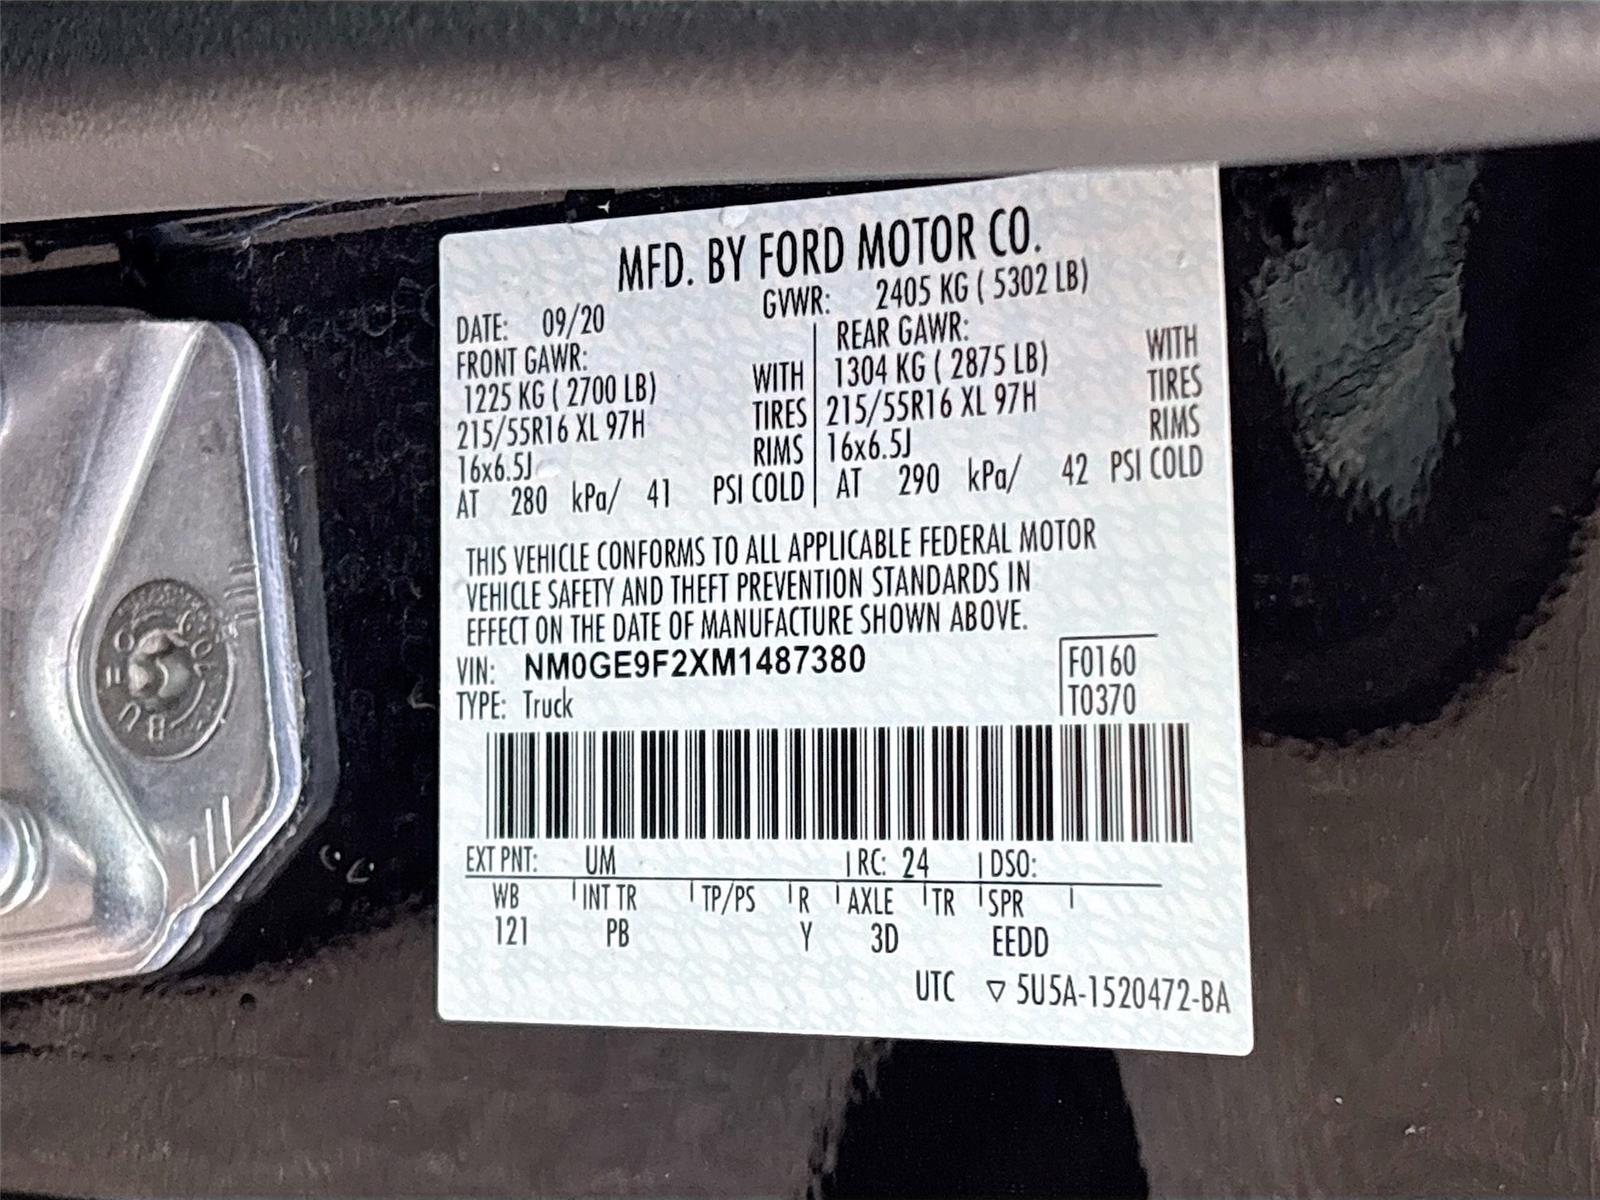 MFD. BY FORD MOTOR CO.
DATE: 09/20 GVWR: 2405 KG ( 5302 LB)
FRONT GAWR: REAR GAWR:
1225 KG ( 2700 LB) WITH 1304 KG ( 2875 LB) WITH
215/55R16 XL 97H TIRES 215/55R16 XL 97H TIRES
16x6.5J RIMS 16x6.5J RIMS
AT 280 kPa/ 41 PSI COLD AT 290 kPa/ 42 PSI COLD
THIS VEHICLE CONFORMS TO ALL APPLICABLE FEDERAL MOTOR
VEHICLE SAFETY AND THEFT PREVENTION STANDARDS IN
EFFECT ON THE DATE OF MANUFACTURE SHOWN ABOVE.
VIN: NM0GE9F2XM1487380 F0160
TYPE: Truck T0370
EXT PNT: UM RC: 24 DSO:
WB INT TR TP/PS R AXLE TR SPR
121 PB Y 3D EEDD
UTC ▽ 5U5A-1520472-BA